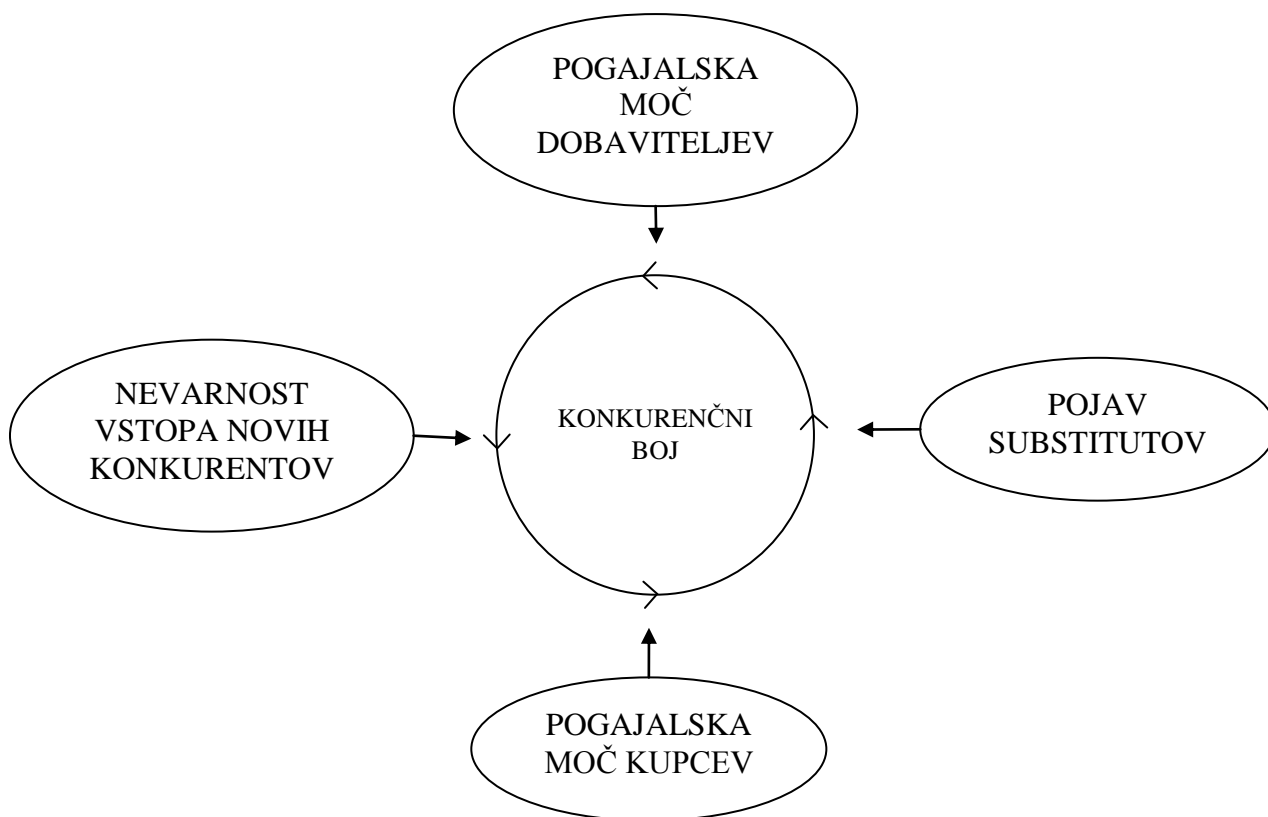 POGAJALSKA
MOČ
DOBAVITELJEV
NEVARNOST
VSTOPA NOVIH
KONKURENTOV
KONKURENČNI
BOJ
POJAV
SUBSTITUTOV
POGAJALSKA
MOČ KUPCEV